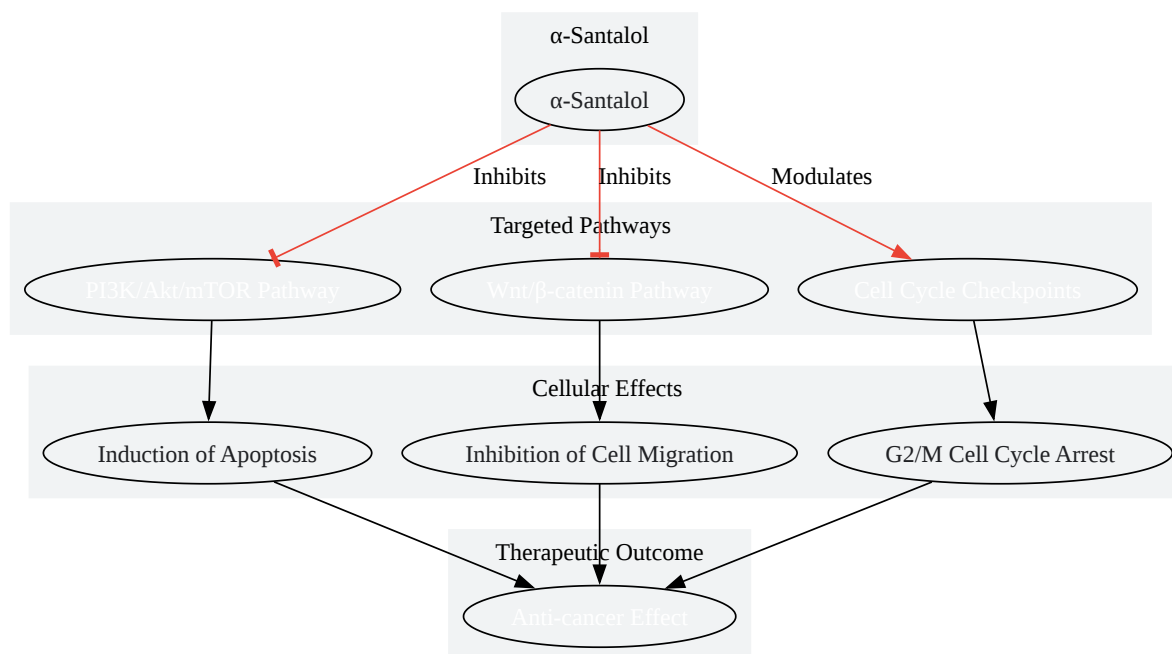 α-Santalol
α-Santalol
Inhibits
Inhibits
Modulates
Targeted Pathways
PI3K/Akt/mTOR Pathway
Wnt/β-catenin Pathway
Cell Cycle Checkpoints
Cellular Effects
Induction of Apoptosis
Inhibition of Cell Migration
G2/M Cell Cycle Arrest
Therapeutic Outcome
Anti-cancer Effect